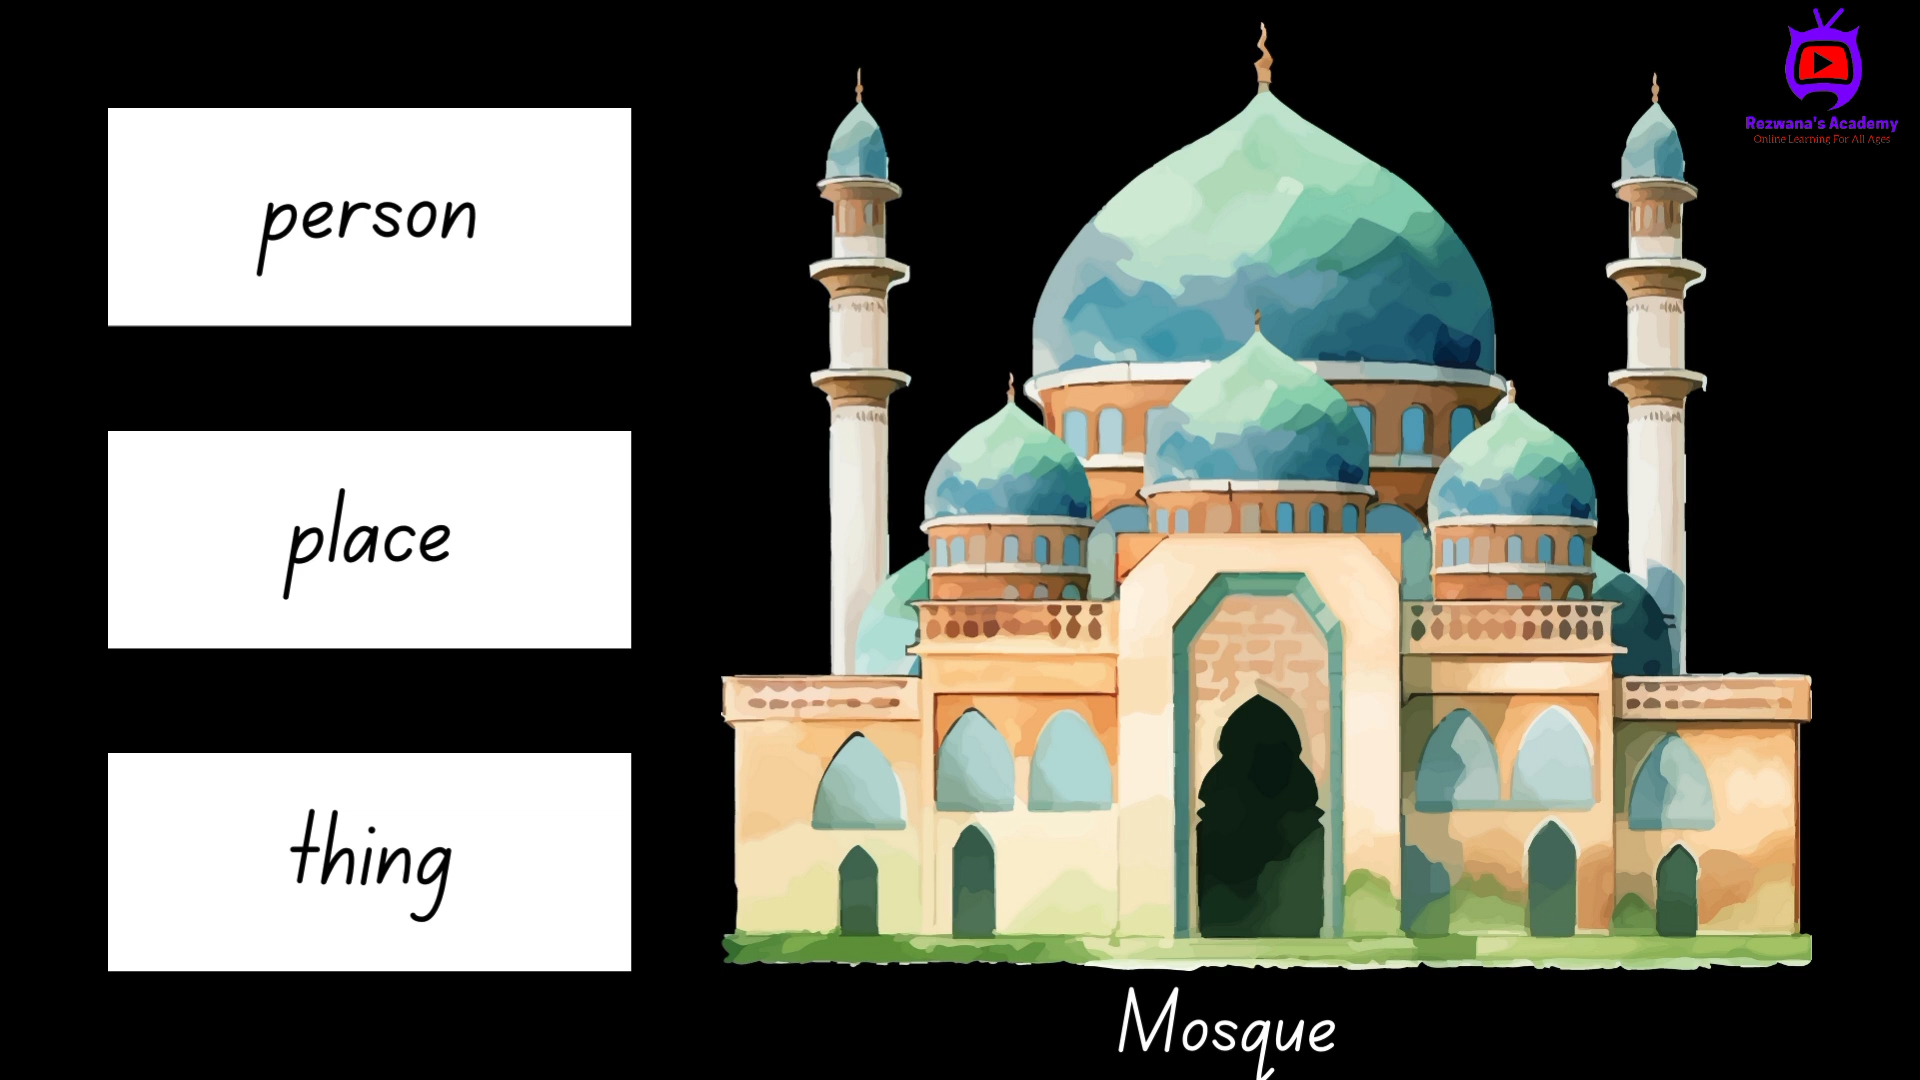 person
place
thing
Mosque
Rezwana's Academy
Online Learning For All Ages